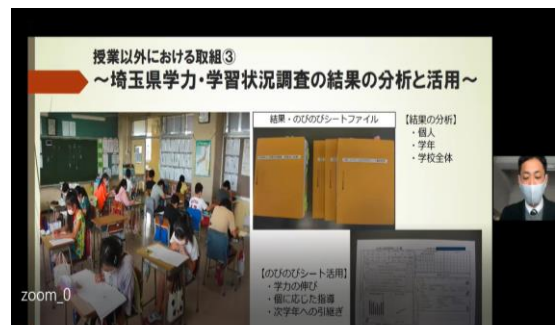 授業以外における取組③
～埼玉県学力・学習状況調査の結果の分析と活用～
結果・のびのびシートファイル
【結果の分析】
・個人
・学年
・学校全体
【のびのびシート活用】
・学力の伸び
・個に応じた指導
・次学年への引継ぎ
zoom_0